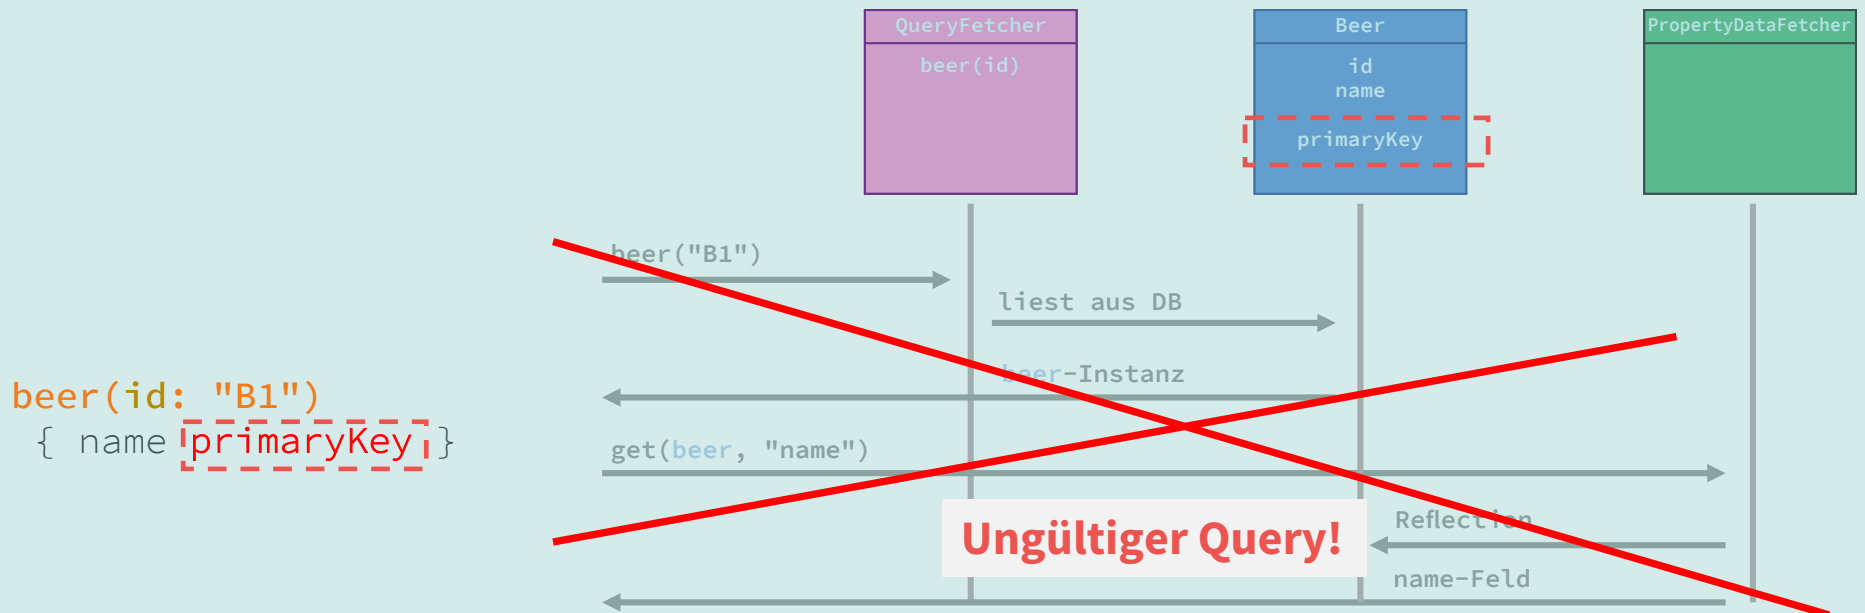 QueryFetcher
beer(id)
Beer
id
name
primaryKey
PropertyDataFetcher
beer("B1")
liest aus DB
beer-Instanz
beer(id: "B1")
{ name primaryKey }
get(beer, "name")
Reflection
Ungültiger Query!
name-Feld